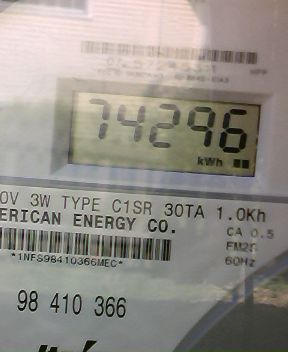 74296
kWh
0V 3W TYPE C1SR 30TA 1.0Kh
ERICAN ENERGY CO.
CA 0.5
FM2S
60Hz
*1NFS98410366MEC*
98 410 366